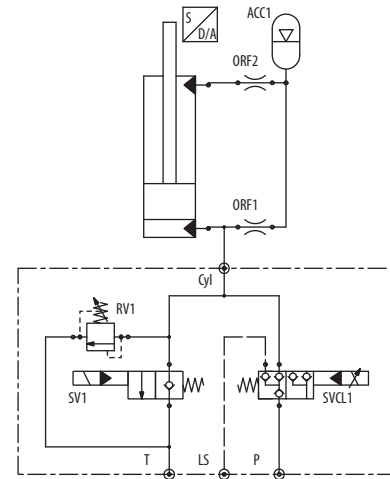 S
D/A
ACC1
ORF2
ORF1
Cyl
RV1
SV1
SVCL1
T
LS
P